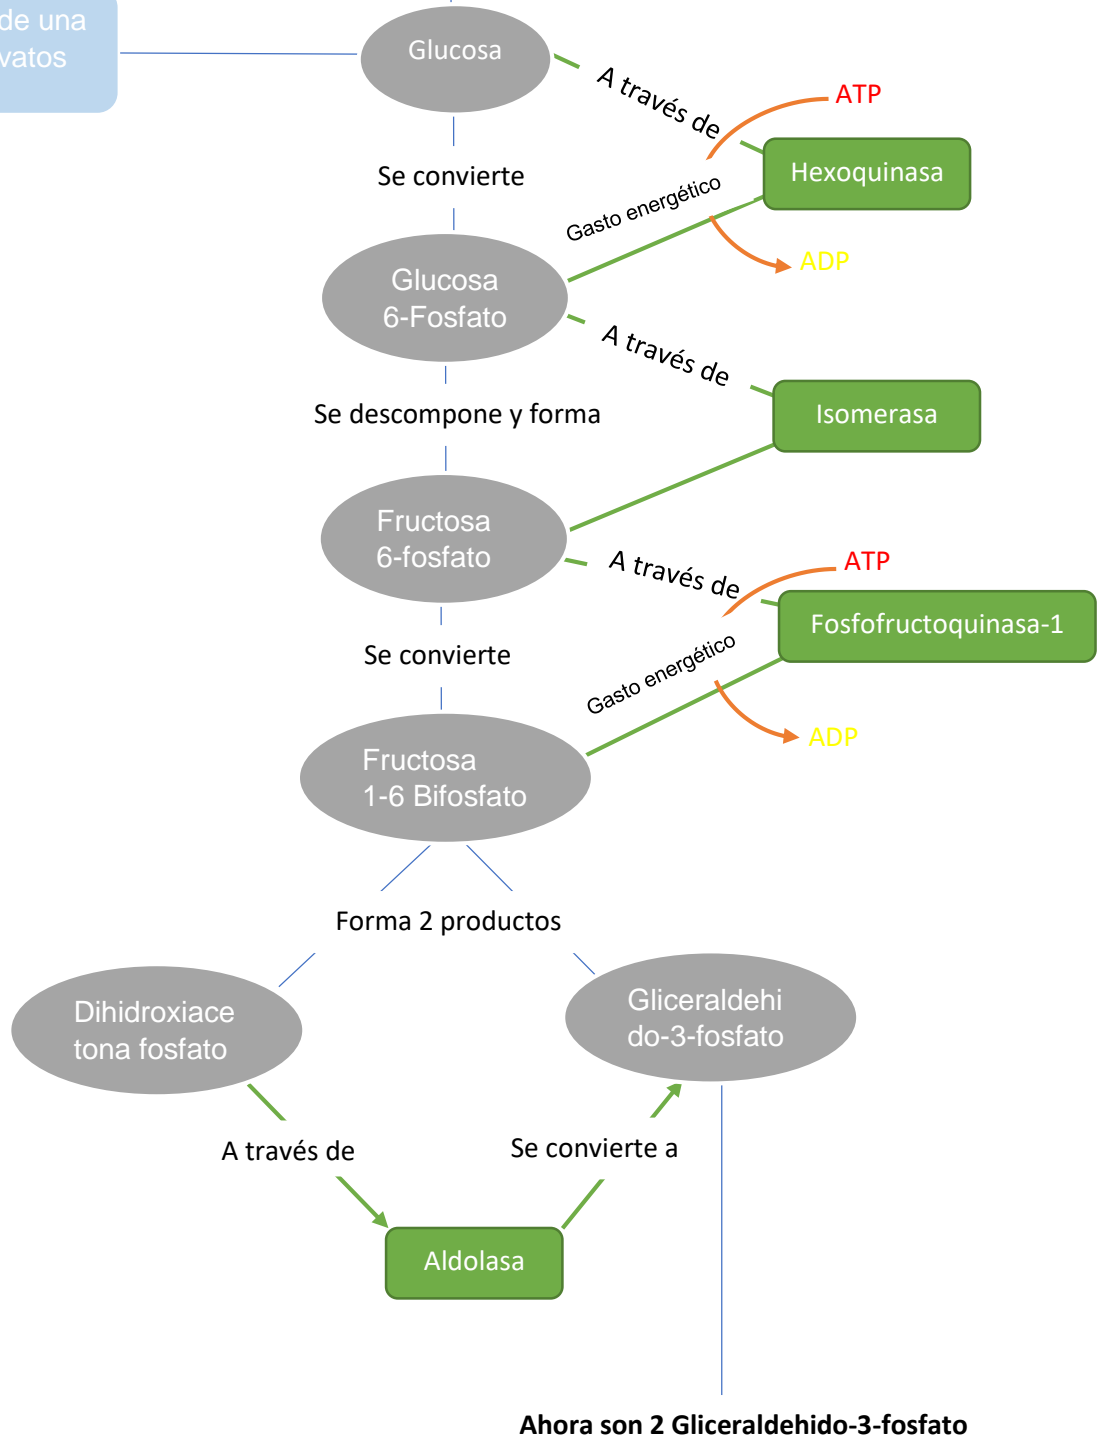 de una
vatos
Glucosa
A través de
ATP
Hexoquinasa
Se convierte
Gasto energético
ADP
Glucosa
6-Fosfato
A través de
Se descompone y forma
Isomerasa
Fructosa
6-fosfato
A través de
ATP
Fosfofructoquinasa-1
Se convierte
Gasto energético
ADP
Fructosa
1-6 Bifosfato
Forma 2 productos
Dihidroxiace
tona fosfato
Gliceraldehi
do-3-fosfato
A través de
Se convierte a
Aldolasa
Ahora son 2 Gliceraldehido-3-fosfato